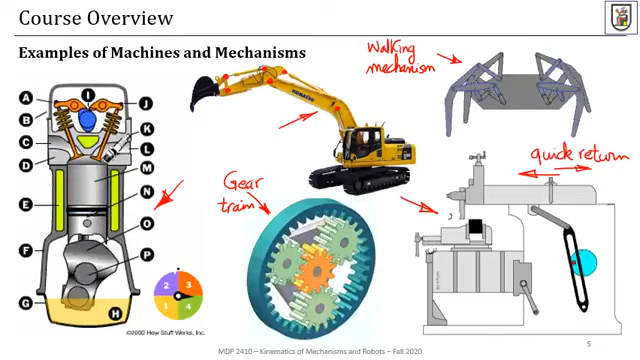 Course Overview
Examples of Machines and Mechanisms
Walking
mechanism
A
I
J
B
K
C
L
D
M
E
N
O
F
P
G
H
2
3
1
4
©2000 How Stuff Works, Inc.
KOMATSU
Gear
train
quick return
MDP 2410 – Kinematics of Mechanisms and Robots – Fall 2020
5